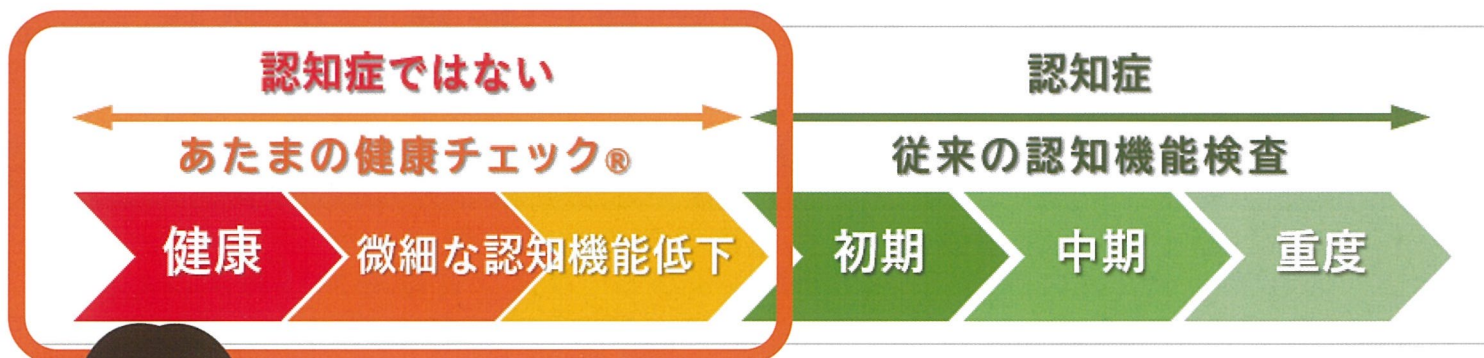 認知症ではない
認知症
あたまの健康チェック®
従来の認知機能検査
健康
微細な認知機能低下
初期
中期
重度